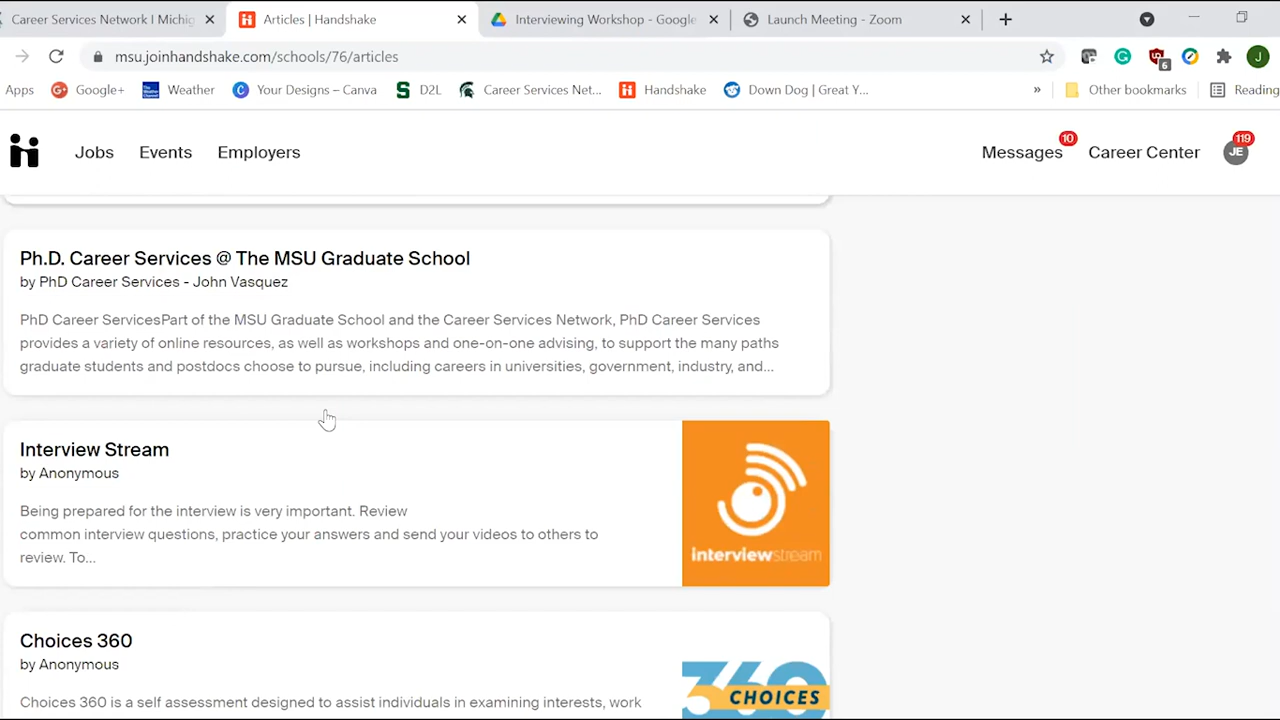 Career Services Network I Michig
Articles | Handshake
Interviewing Workshop - Google
Launch Meeting - Zoom
msu.joinhandshake.com/schools/76/articles
6
J
Apps
Google+
Weather
Your Designs – Canva
D2L
Career Services Net...
Handshake
Down Dog | Great Y...
»
Other bookmarks
Reading
Jobs
Events
Employers
Messages
10
Career Center
JE
119
Ph.D. Career Services @ The MSU Graduate School
by PhD Career Services - John Vasquez
PhD Career ServicesPart of the MSU Graduate School and the Career Services Network, PhD Career Services
provides a variety of online resources, as well as workshops and one-on-one advising, to support the many paths
graduate students and postdocs choose to pursue, including careers in universities, government, industry, and...
Interview Stream
by Anonymous
Being prepared for the interview is very important. Review
common interview questions, practice your answers and send your videos to others to
review. To...
interviewstream
Choices 360
by Anonymous
Choices 360 is a self assessment designed to assist individuals in examining interests, work
360
CHOICES